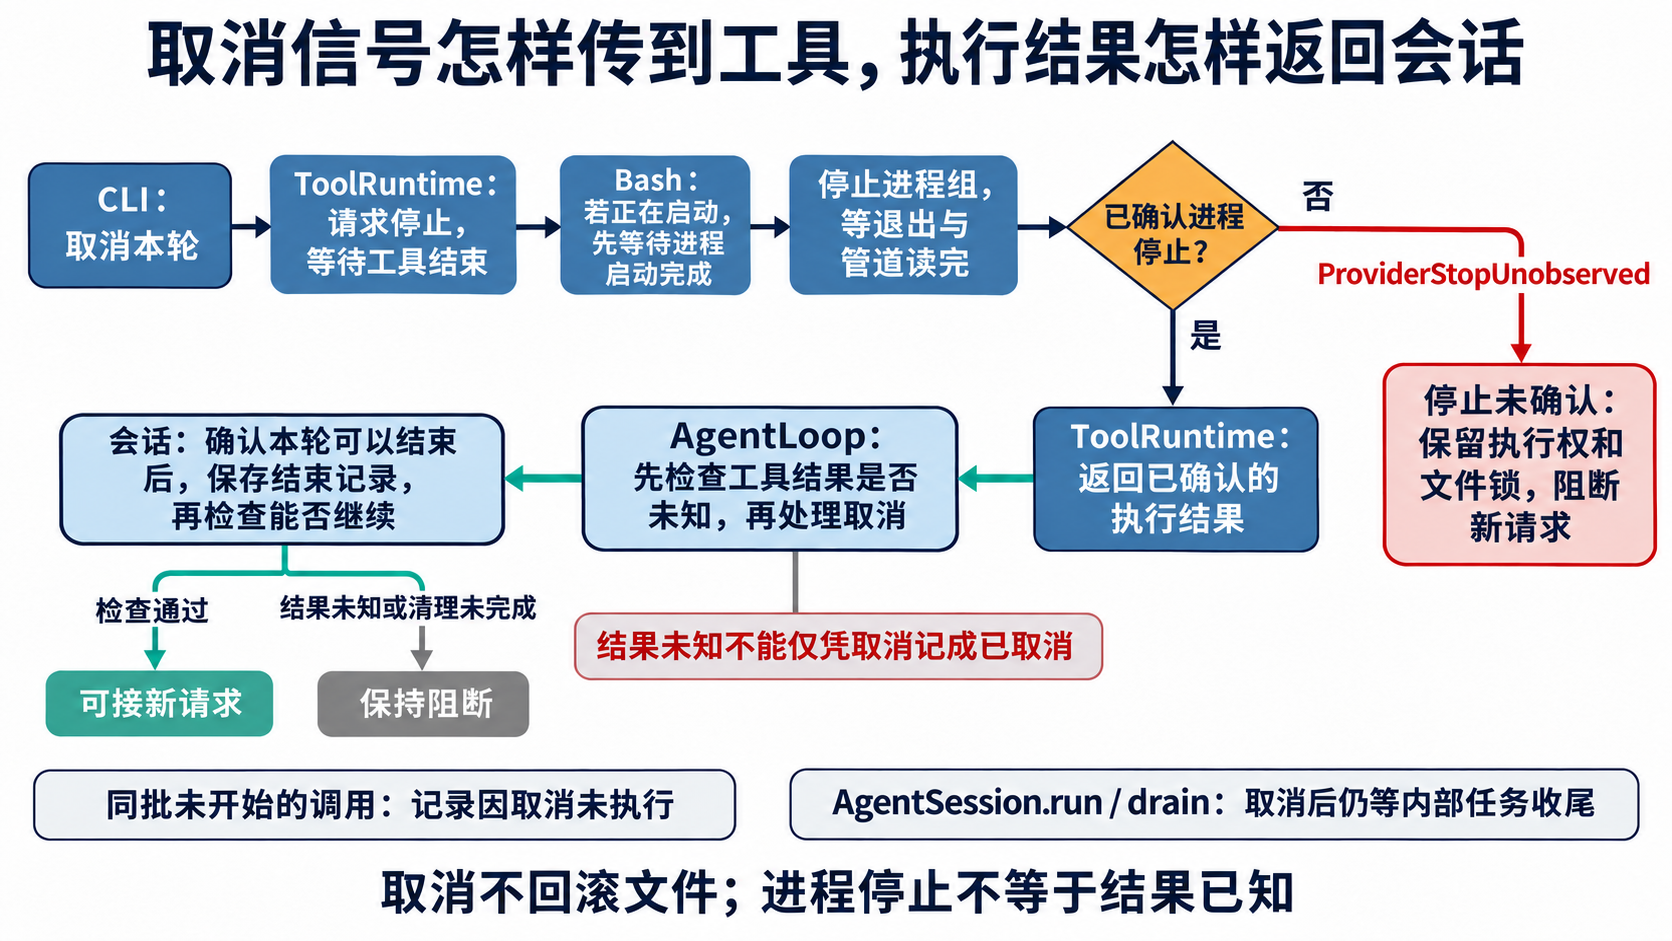 取消信号怎样传到工具，执行结果怎样返回会话
CLI：
取消本轮
ToolRuntime：
请求停止，
等待工具结束
Bash：
若正在启动，
先等待进程
启动完成
停止进程组，
等退出与
管道读完
已确认进程
停止？
否
ProviderStopUnobserved
是
停止未确认：
保留执行权和
文件锁，阻断
新请求
ToolRuntime：
返回已确认的
执行结果
AgentLoop：
先检查工具结果是否
未知，再处理取消
会话：确认本轮可以结束
后，保存结束记录，
再检查能否继续
检查通过
结果未知或清理未完成
结果未知不能仅凭取消记成已取消
可接新请求
保持阻断
同批未开始的调用：记录因取消未执行
AgentSession.run / drain：取消后仍等内部任务收尾
取消不回滚文件；进程停止不等于结果已知